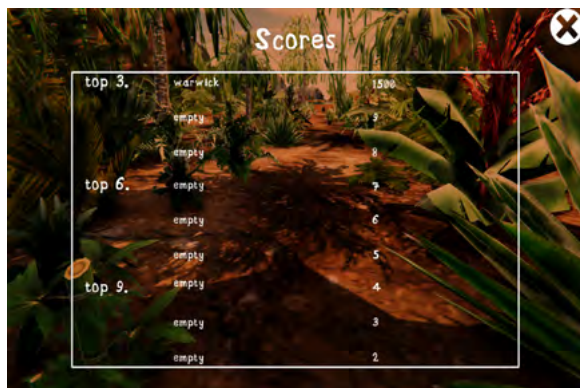 Scores
top 3. warwick 1500
empty 9
empty 8
top 6. empty 7
empty 6
empty 5
top 9. empty 4
empty 3
empty 2